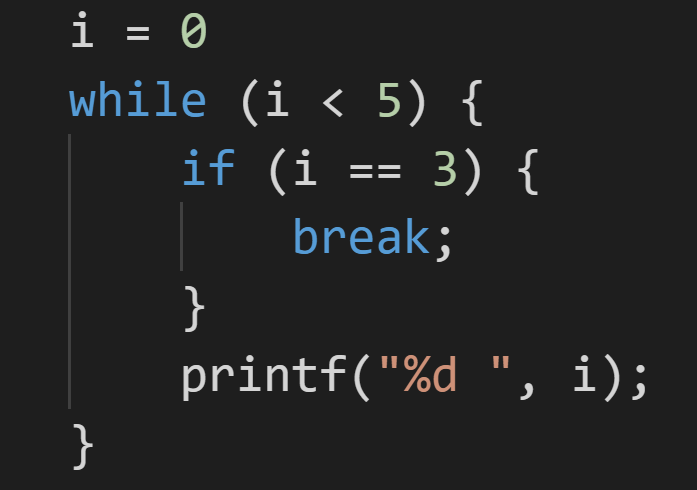 i = 0
while (i < 5) {
    if (i == 3) {
        break;
    }
    printf("%d ", i);
}